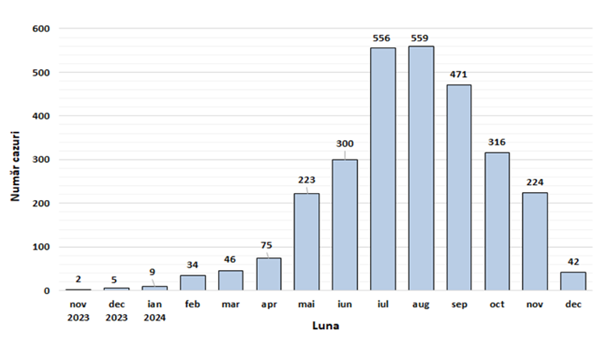 Număr cazuri
600
500
400
300
200
100
0
2
5
9
34
46
75
223
300
556
559
471
316
224
42
nov
2023
dec
2023
ian
2024
feb
mar
apr
mai
iun
iul
aug
sep
oct
nov
dec
Luna